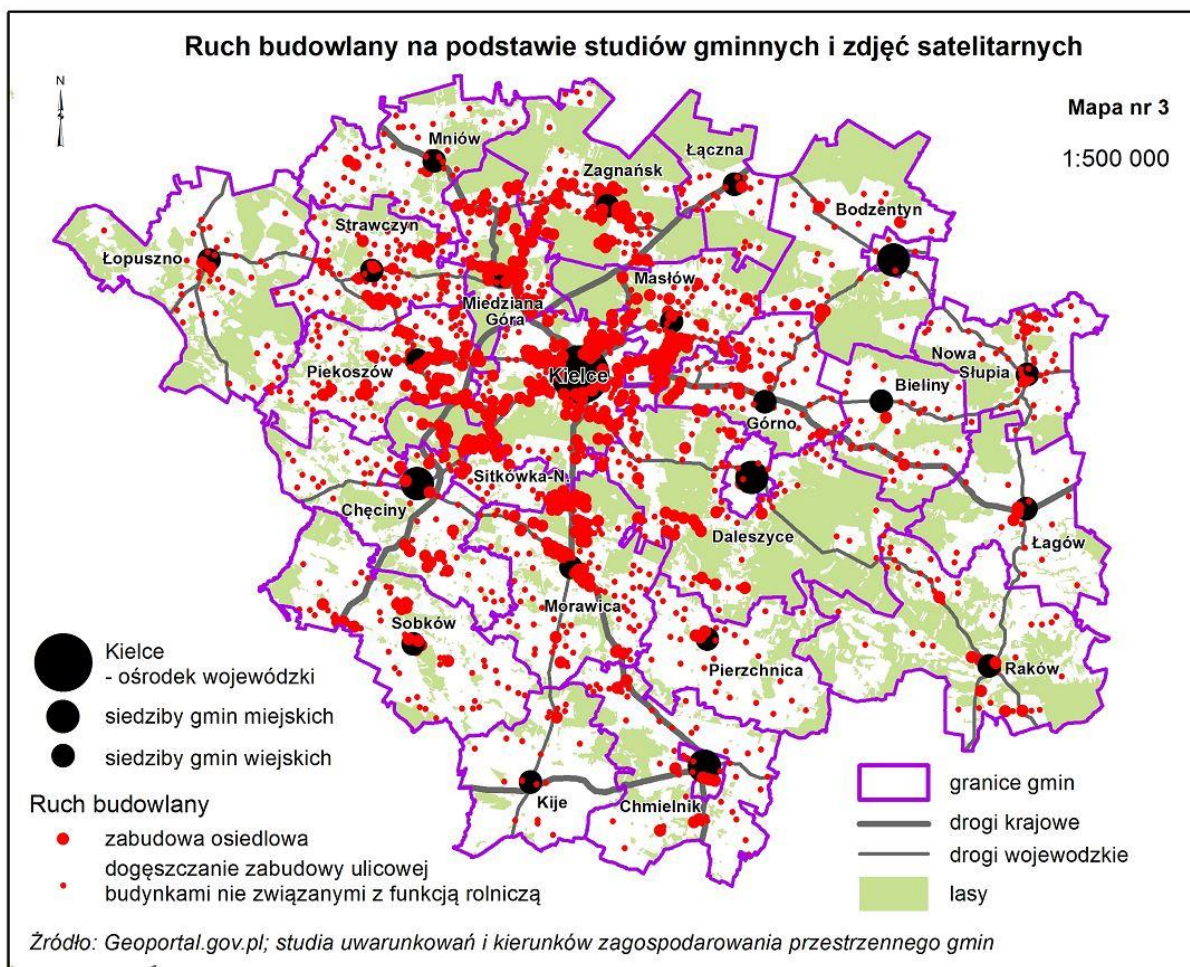 Ruch budowlany na podstawie studiów gminnych i zdjęć satelitarnych
N
Mapa nr 3
1:500 000
Mniów
Łączna
Zagnańsk
Bodzentyn
Strawczyn
Łopuszno
Masłów
Miedziana
Góra
Nowa
Słupia
Piekoszów
Kielce
Bieliny
Górno
Sitkówka-N.
Chęciny
Daleszyce
Łagów
Morawica
Sobków
Pierzchnica
Raków
Kije
Chmielnik
Kielce
- ośrodek wojewódzki
siedziby gmin miejskich
siedziby gmin wiejskich
Ruch budowlany
zabudowa osiedlowa
dogęszczanie zabudowy ulicowej
budynkami nie związanymi z funkcją rolniczą
granice gmin
drogi krajowe
drogi wojewodzkie
lasy
Źródło: Geoportal.gov.pl; studia uwarunkowań i kierunków zagospodarowania przestrzennego gmin